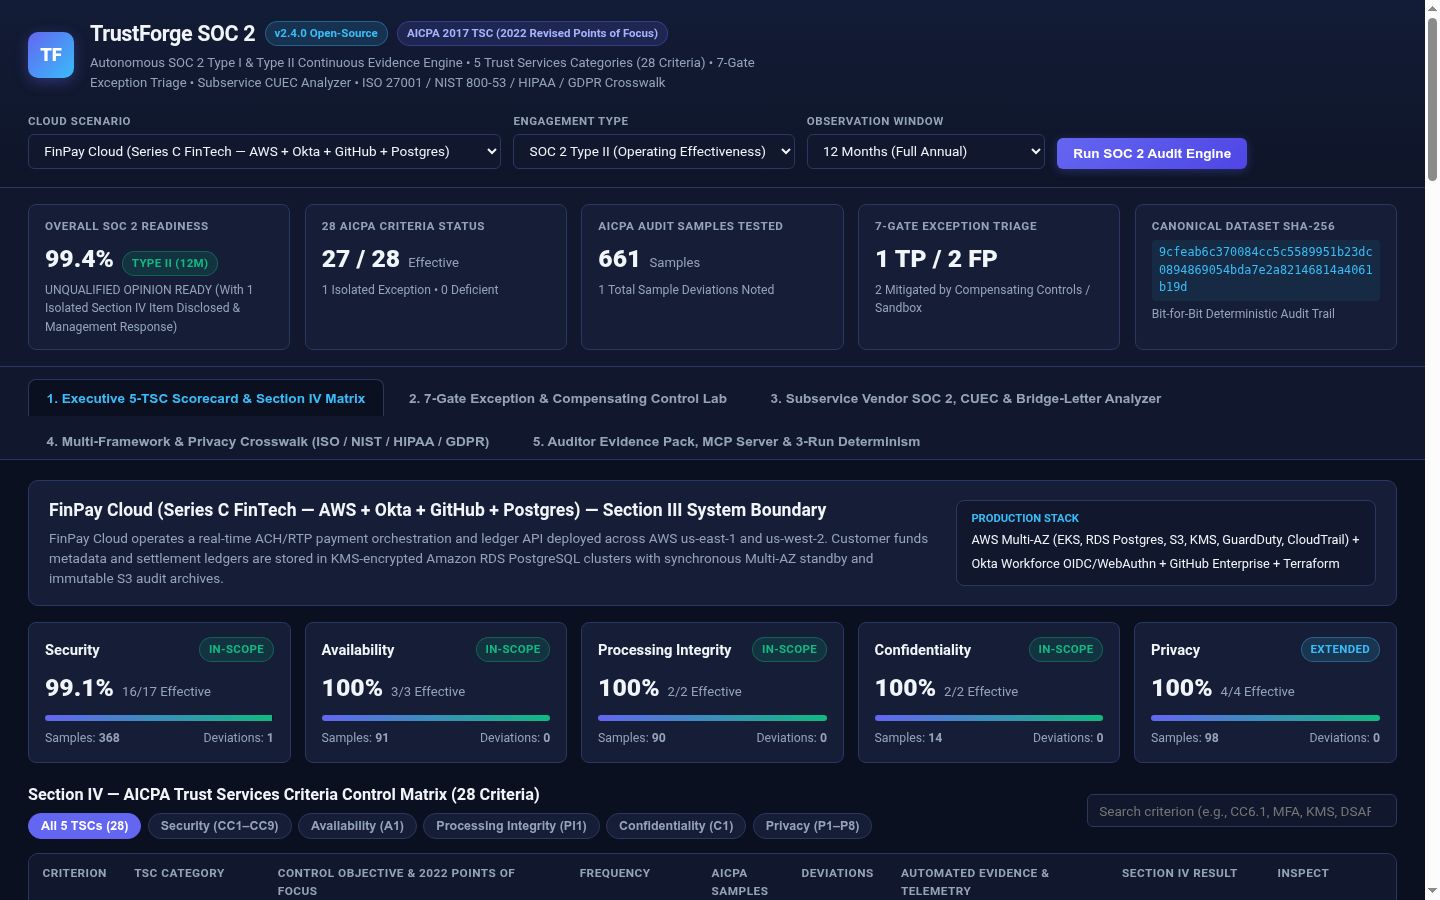 TF
TrustForge SOC 2
v2.4.0 Open-Source
AICPA 2017 TSC (2022 Revised Points of Focus)
Autonomous SOC 2 Type I & Type II Continuous Evidence Engine • 5 Trust Services Categories (28 Criteria) • 7-Gate
Exception Triage • Subservice CUEC Analyzer • ISO 27001 / NIST 800-53 / HIPAA / GDPR Crosswalk
CLOUD SCENARIO
FinPay Cloud (Series C FinTech — AWS + Okta + GitHub + Postgres)
ENGAGEMENT TYPE
SOC 2 Type II (Operating Effectiveness)
OBSERVATION WINDOW
12 Months (Full Annual)
Run SOC 2 Audit Engine
OVERALL SOC 2 READINESS
99.4% TYPE II (12M)
UNQUALIFIED OPINION READY (With 1
Isolated Section IV Item Disclosed &
Management Response)
28 AICPA CRITERIA STATUS
27 / 28 Effective
1 Isolated Exception • 0 Deficient
AICPA AUDIT SAMPLES TESTED
661 Samples
1 Total Sample Deviations Noted
7-GATE EXCEPTION TRIAGE
1 TP / 2 FP
2 Mitigated by Compensating Controls /
Sandbox
CANONICAL DATASET SHA-256
9cfeab6c370084cc5c5589951b23dc
0894869054bda7e2a82146814a4061
b19d
Bit-for-Bit Deterministic Audit Trail
1. Executive 5-TSC Scorecard & Section IV Matrix
2. 7-Gate Exception & Compensating Control Lab
3. Subservice Vendor SOC 2, CUEC & Bridge-Letter Analyzer
4. Multi-Framework & Privacy Crosswalk (ISO / NIST / HIPAA / GDPR)
5. Auditor Evidence Pack, MCP Server & 3-Run Determinism
FinPay Cloud (Series C FinTech — AWS + Okta + GitHub + Postgres) — Section III System Boundary
FinPay Cloud operates a real-time ACH/RTP payment orchestration and ledger API deployed across AWS us-east-1 and us-west-2. Customer funds
metadata and settlement ledgers are stored in KMS-encrypted Amazon RDS PostgreSQL clusters with synchronous Multi-AZ standby and
immutable S3 audit archives.
PRODUCTION STACK
AWS Multi-AZ (EKS, RDS Postgres, S3, KMS, GuardDuty, CloudTrail) +
Okta Workforce OIDC/WebAuthn + GitHub Enterprise + Terraform
Security IN-SCOPE
99.1% 16/17 Effective
Samples: 368 Deviations: 1
Availability IN-SCOPE
100% 3/3 Effective
Samples: 91 Deviations: 0
Processing Integrity IN-SCOPE
100% 2/2 Effective
Samples: 90 Deviations: 0
Confidentiality IN-SCOPE
100% 2/2 Effective
Samples: 14 Deviations: 0
Privacy EXTENDED
100% 4/4 Effective
Samples: 98 Deviations: 0
Section IV — AICPA Trust Services Criteria Control Matrix (28 Criteria)
All 5 TSCs (28)
Security (CC1–CC9)
Availability (A1)
Processing Integrity (PI1)
Confidentiality (C1)
Privacy (P1–P8)
Search criterion (e.g., CC6.1, MFA, KMS, DSAF
CRITERION
TSC CATEGORY
CONTROL OBJECTIVE & 2022 POINTS OF
FOCUS
FREQUENCY
AICPA
SAMPLES
DEVIATIONS
AUTOMATED EVIDENCE &
TELEMETRY
SECTION IV RESULT
INSPECT